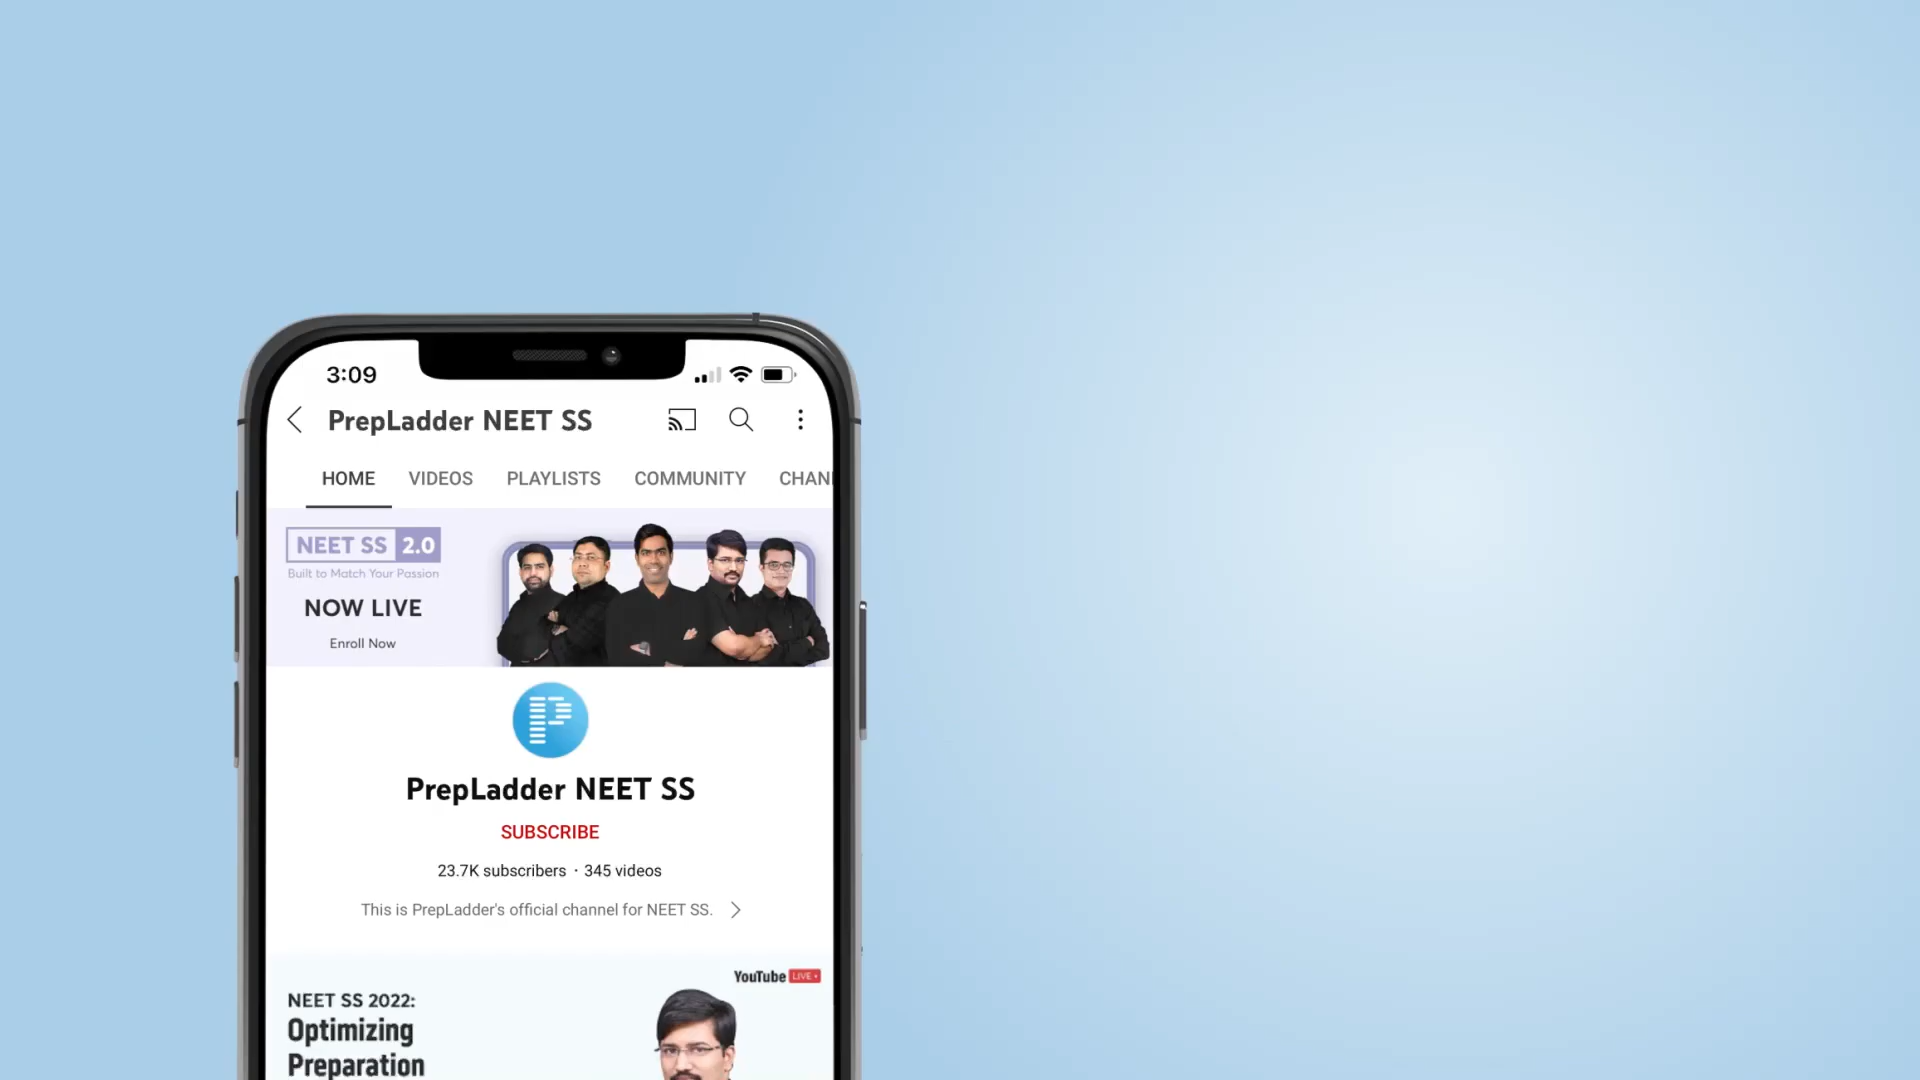 3:09
PrepLadder NEET SS
HOME VIDEOS PLAYLISTS COMMUNITY CHAN
NEET SS 2.0
Built to Match Your Passion
NOW LIVE
Enroll Now
PrepLadder NEET SS
SUBSCRIBE
23.7K subscribers · 345 videos
This is PrepLadder's official channel for NEET SS.
YouTube LIVE
NEET SS 2022:
Optimizing
Preparation